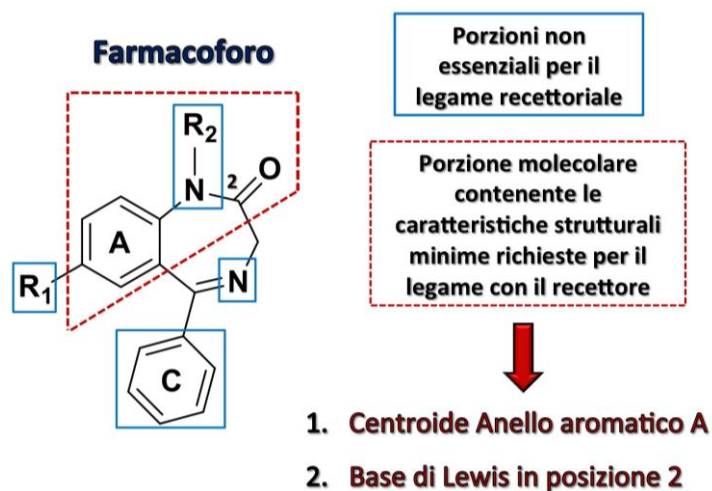 Farmacoforo
Porzioni non
essenziali per il
legame recettoriale
R2
N
2
O
A
R1
N
C
Porzione molecolare
contenente le
caratteristiche strutturali
minime richieste per il
legame con il recettore
1. Centroide Anello aromatico A
2. Base di Lewis in posizione 2